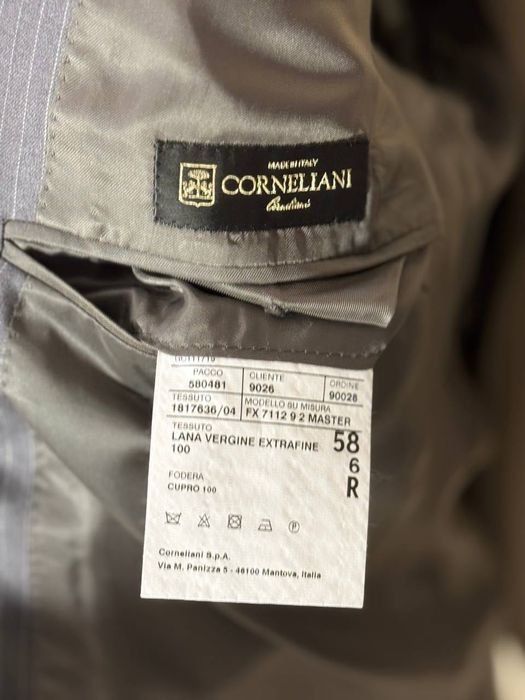 MADE IN ITALY
CORNELIANI
Corneliani
PACCO CLIENTE ORDINE
580481 9026 90028
TESSUTO MODELLO SU MISURA
1817636/04 FX 7112 9 2 MASTER
TESSUTO
LANA VERGINE EXTRAFINE 58
100 6
R
FODERA
CUPRO 100
P
Corneliani S.p.A.
Via M. Panizza 5 - 46100 Mantova, Italia